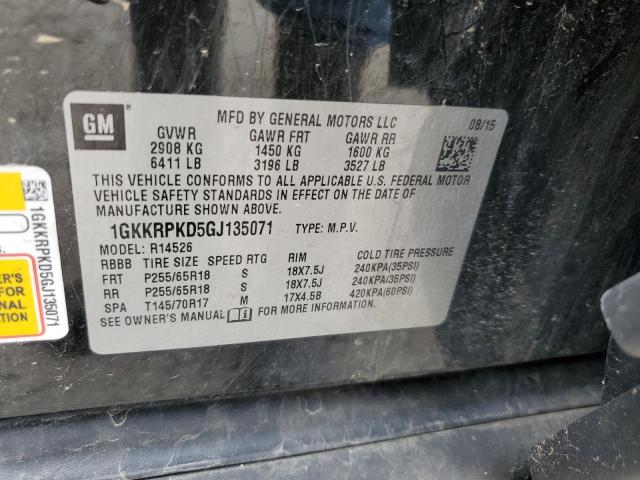 GM
MFD BY GENERAL MOTORS LLC
08/15
GVWR GAWR FRT GAWR RR
2908 KG 1450 KG 1600 KG
6411 LB 3196 LB 3527 LB
THIS VEHICLE CONFORMS TO ALL APPLICABLE U.S. FEDERAL MOTOR
VEHICLE SAFETY STANDARDS IN EFFECT ON THE DATE OF
MANUFACTURE SHOWN ABOVE.
1GKKRPKD5GJ135071 TYPE: M.P.V.
MODEL: R14526
RBBB TIRE SIZE SPEED RTG RIM COLD TIRE PRESSURE
FRT P255/65R18 S 18X7.5J 240KPA(35PSI)
RR P255/65R18 S 18X7.5J 240KPA(35PSI)
SPA T145/70R17 M 17X4.5B 420KPA(60PSI)
SEE OWNER'S MANUAL FOR MORE INFORMATION.
1GKKRPKD5GJ135071
ER'S
FOR
NAL
ATION